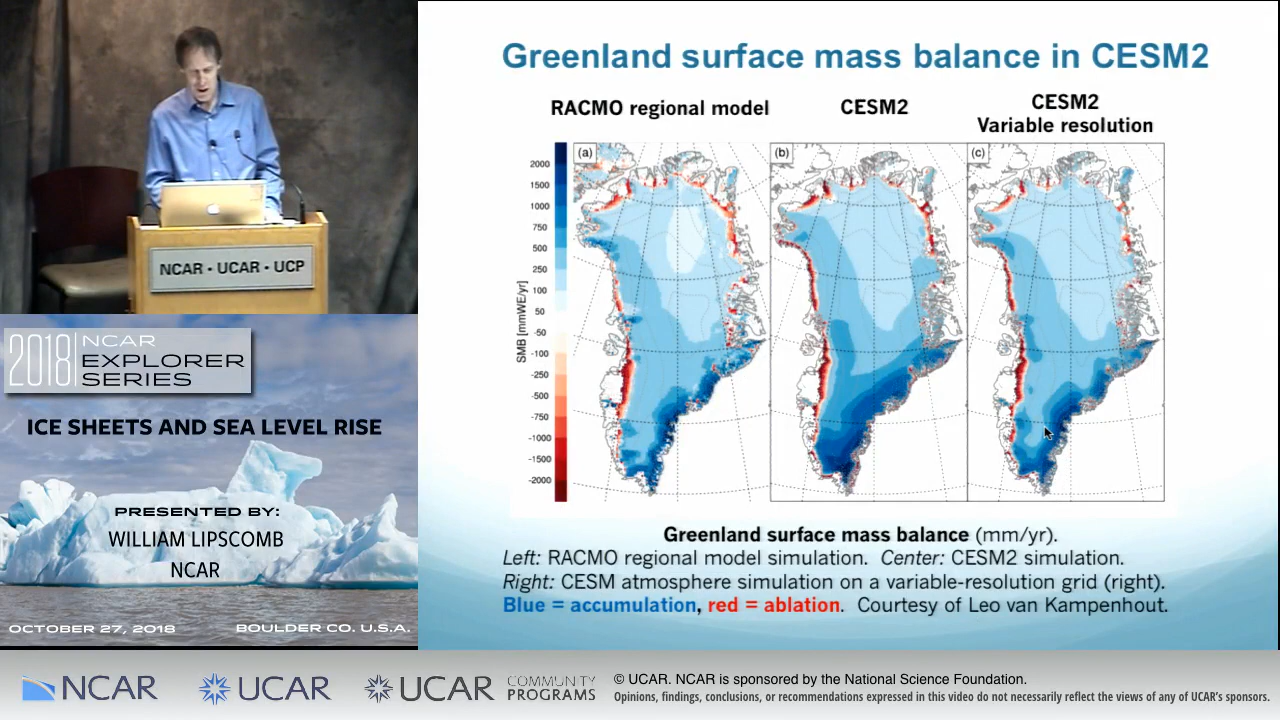 Greenland surface mass balance in CESM2
RACMO regional model
CESM2
CESM2
Variable resolution
(a)
(b)
(c)
2000
1500
1000
750
500
250
100
50
-50
-100
-250
-500
-750
-1000
-1500
-2000
SMB [mmWE/yr]
Greenland surface mass balance (mm/yr).
Left: RACMO regional model simulation. Center: CESM2 simulation.
Right: CESM atmosphere simulation on a variable-resolution grid (right).
Blue = accumulation, red = ablation. Courtesy of Leo van Kampenhout.
NCAR • UCAR • UCP
2018
NCAR
EXPLORER
SERIES
ICE SHEETS AND SEA LEVEL RISE
PRESENTED BY:
WILLIAM LIPSCOMB
NCAR
OCTOBER 27, 2018
BOULDER CO. U.S.A.
NCAR
UCAR
UCAR
COMMUNITY
PROGRAMS
© UCAR. NCAR is sponsored by the National Science Foundation.
Opinions, findings, conclusions, or recommendations expressed in this video do not necessarily reflect the views of any of UCAR's sponsors.